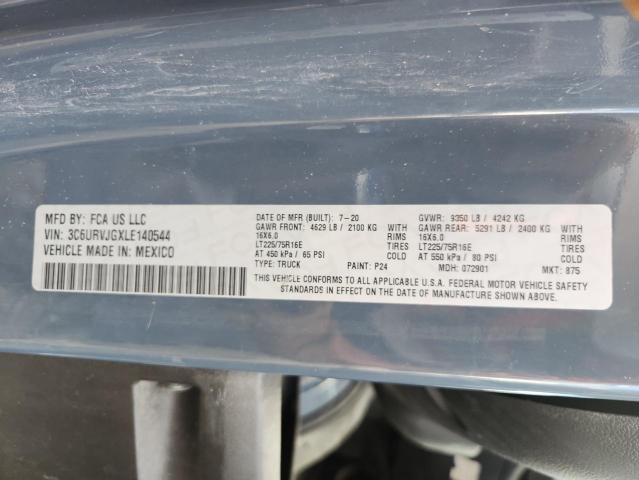 MFD BY: FCA US LLC
VIN: 3C6URVJGXLE140544
VEHICLE MADE IN: MEXICO
DATE OF MFR (BUILT): 7-20
GAWR FRONT: 4629 LB / 2100 KG
16X6.0 TIRES
LT225/75R16E COLD
AT 450 kPa / 65 PSI
TYPE: TRUCK PAINT: P24
GVWR: 9350 LB / 4242 KG
GAWR REAR: 5291 LB / 2400 KG
16X6.0 TIRES
LT225/75R16E COLD
AT 550 kPa / 80 PSI
MDH: 072901 MKT: 875
THIS VEHICLE CONFORMS TO ALL APPLICABLE U.S.A. FEDERAL MOTOR VEHICLE SAFETY
STANDARDS IN EFFECT ON THE DATE OF MANUFACTURE SHOWN ABOVE.